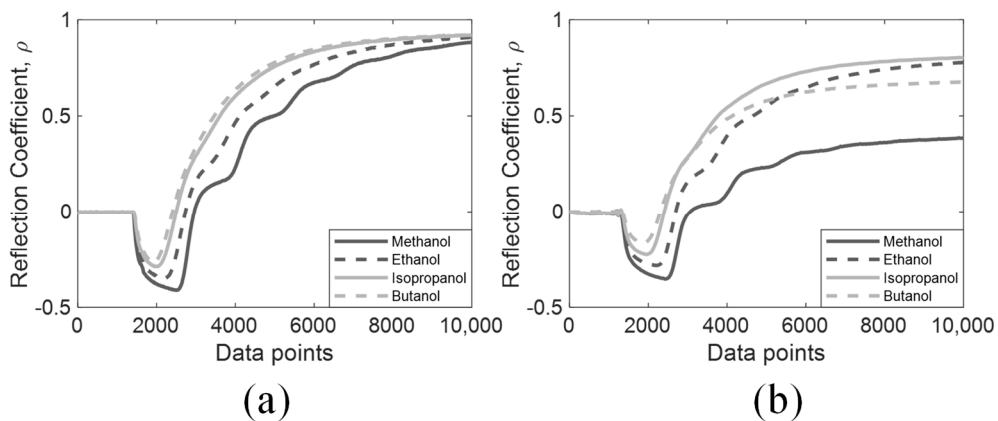 1
0.5
0
-0.5
Reflection Coefficient, ρ
0 2000 4000 6000 8000 10,000
Data points
Methanol
Ethanol
Isopropanol
Butanol
(a)
1
0.5
0
-0.5
Reflection Coefficient, ρ
0 2000 4000 6000 8000 10,000
Data points
Methanol
Ethanol
Isopropanol
Butanol
(b)